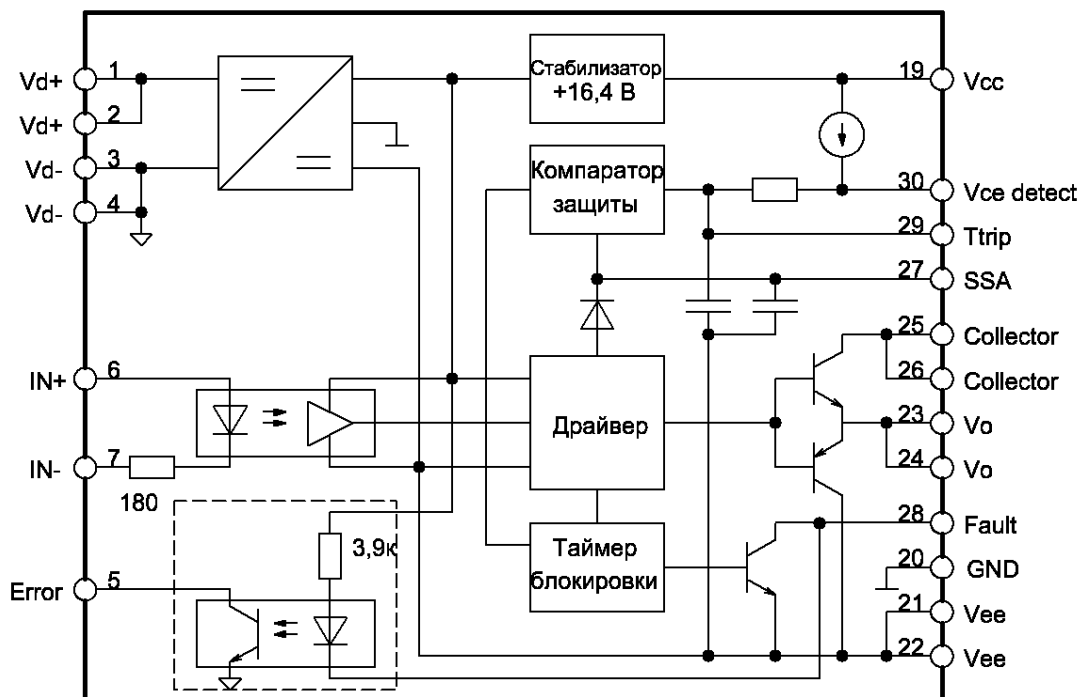 Vd+ 1
Vd+ 2
Vd- 3
Vd- 4
Стабилизатор
+16,4 В
19 Vcc
Компаратор
защиты
30 Vce detect
29 Ttrip
27 SSA
25 Collector
26 Collector
IN+ 6
Драйвер
23 Vo
24 Vo
IN- 7
180
28 Fault
3,9к
Таймер
блокировки
20 GND
Error 5
21 Vee
22 Vee